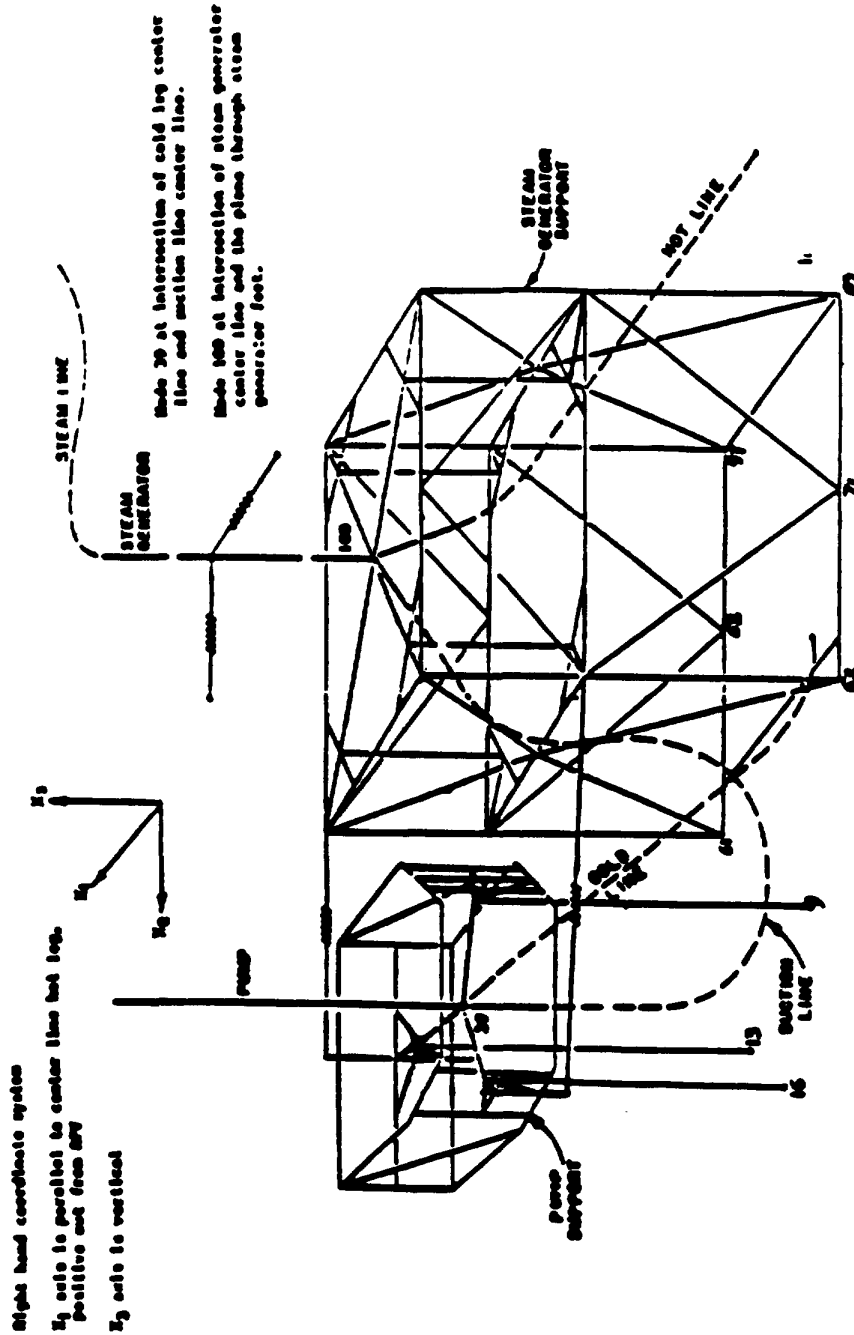 Right hand coordinate system
X1 axis is parallel to center line hot leg,
positive out from RPV
X3 axis is vertical
X1
X2
X3
STEAM LINE
STEAM
GENERATOR
Node 30 at intersection of cold leg center
line and suction line center line.
Node 100 at intersection of steam generator
center line and the plane through steam
generator feet.
PUMP
100
STEAM
GENERATOR
SUPPORT
HOT LINE
COLD
LINE
30
PUMP
SUPPORT
SUCTION
LINE
13
16
9
61